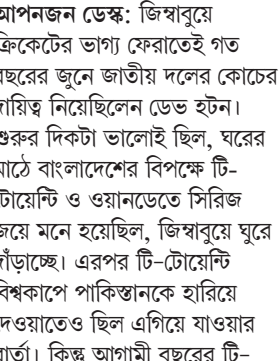 আপনজন ডেস্ক: জিম্বাবুয়ে
ক্রিকেটের ভাগ্য ফেরাতেই গত
বছরের জুনে জাতীয় দলের কোচের
দায়িত্ব নিয়েছিলেন ডেভ হটন।
শুরুর দিকটা ভালোই ছিল, ঘরের
মাঠে বাংলাদেশের বিপক্ষে টি-
টোয়েন্টি ও ওয়ানডেতে সিরিজ
জয়ে মনে হয়েছিল, জিম্বাবুয়ে ঘুরে
দাঁড়াচ্ছে। এরপর টি-টোয়েন্টি
বিশ্বকাপে পাকিস্তানকে হারিয়ে
দেওয়াতেও ছিল এগিয়ে যাওয়ার
বার্তা। কিন্তু আগামী বছরের টি-